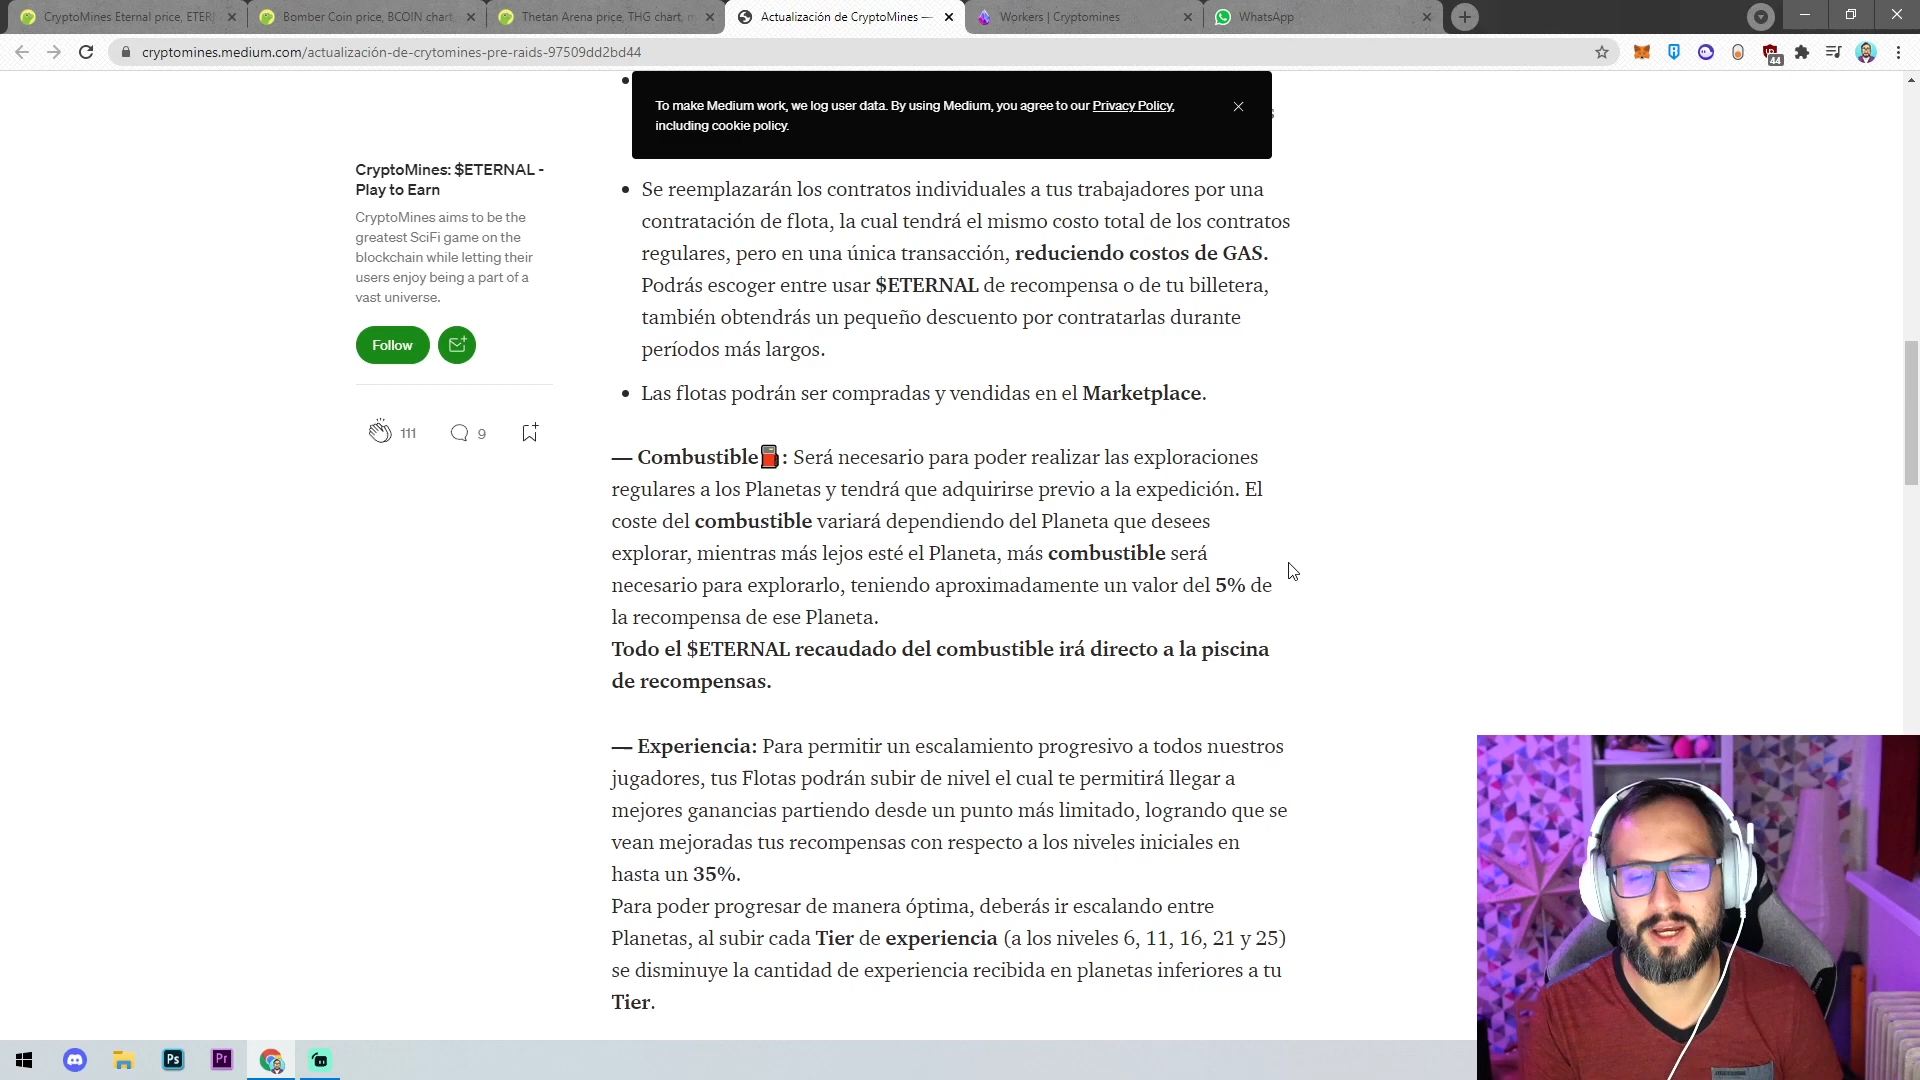 CryptoMines Eternal price, ETER
Bomber Coin price, BCOIN chart,
Thetan Arena price, THG chart, m
Actualización de CryptoMines —
Workers | Cryptomines
WhatsApp
cryptomines.medium.com/actualización-de-crytomines-pre-raids-97509dd2bd44
44
To make Medium work, we log user data. By using Medium, you agree to our Privacy Policy,
including cookie policy.
CryptoMines: $ETERNAL -
Play to Earn
CryptoMines aims to be the
greatest SciFi game on the
blockchain while letting their
users enjoy being a part of a
vast universe.
Follow
111
9
• Se reemplazarán los contratos individuales a tus trabajadores por una
contratación de flota, la cual tendrá el mismo costo total de los contratos
regulares, pero en una única transacción, reduciendo costos de GAS.
Podrás escoger entre usar $ETERNAL de recompensa o de tu billetera,
también obtendrás un pequeño descuento por contratarlas durante
períodos más largos.
• Las flotas podrán ser compradas y vendidas en el Marketplace.
— Combustible⛽: Será necesario para poder realizar las exploraciones
regulares a los Planetas y tendrá que adquirirse previo a la expedición. El
coste del combustible variará dependiendo del Planeta que desees
explorar, mientras más lejos esté el Planeta, más combustible será
necesario para explorarlo, teniendo aproximadamente un valor del 5% de
la recompensa de ese Planeta.
Todo el $ETERNAL recaudado del combustible irá directo a la piscina
de recompensas.
— Experiencia: Para permitir un escalamiento progresivo a todos nuestros
jugadores, tus Flotas podrán subir de nivel el cual te permitirá llegar a
mejores ganancias partiendo desde un punto más limitado, logrando que se
vean mejoradas tus recompensas con respecto a los niveles iniciales en
hasta un 35%.
Para poder progresar de manera óptima, deberás ir escalando entre
Planetas, al subir cada Tier de experiencia (a los niveles 6, 11, 16, 21 y 25)
se disminuye la cantidad de experiencia recibida en planetas inferiores a tu
Tier.
Ps
Pr